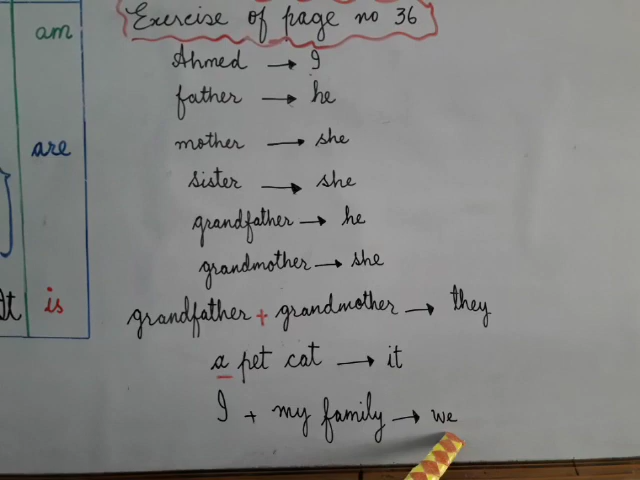 Exercise of page no 36
am
are
It is
Ahmed → I
father → he
mother → she
sister → she
grandfather → he
grandmother → she
grandfather + grandmother → they
a pet cat → it
I + my family → we